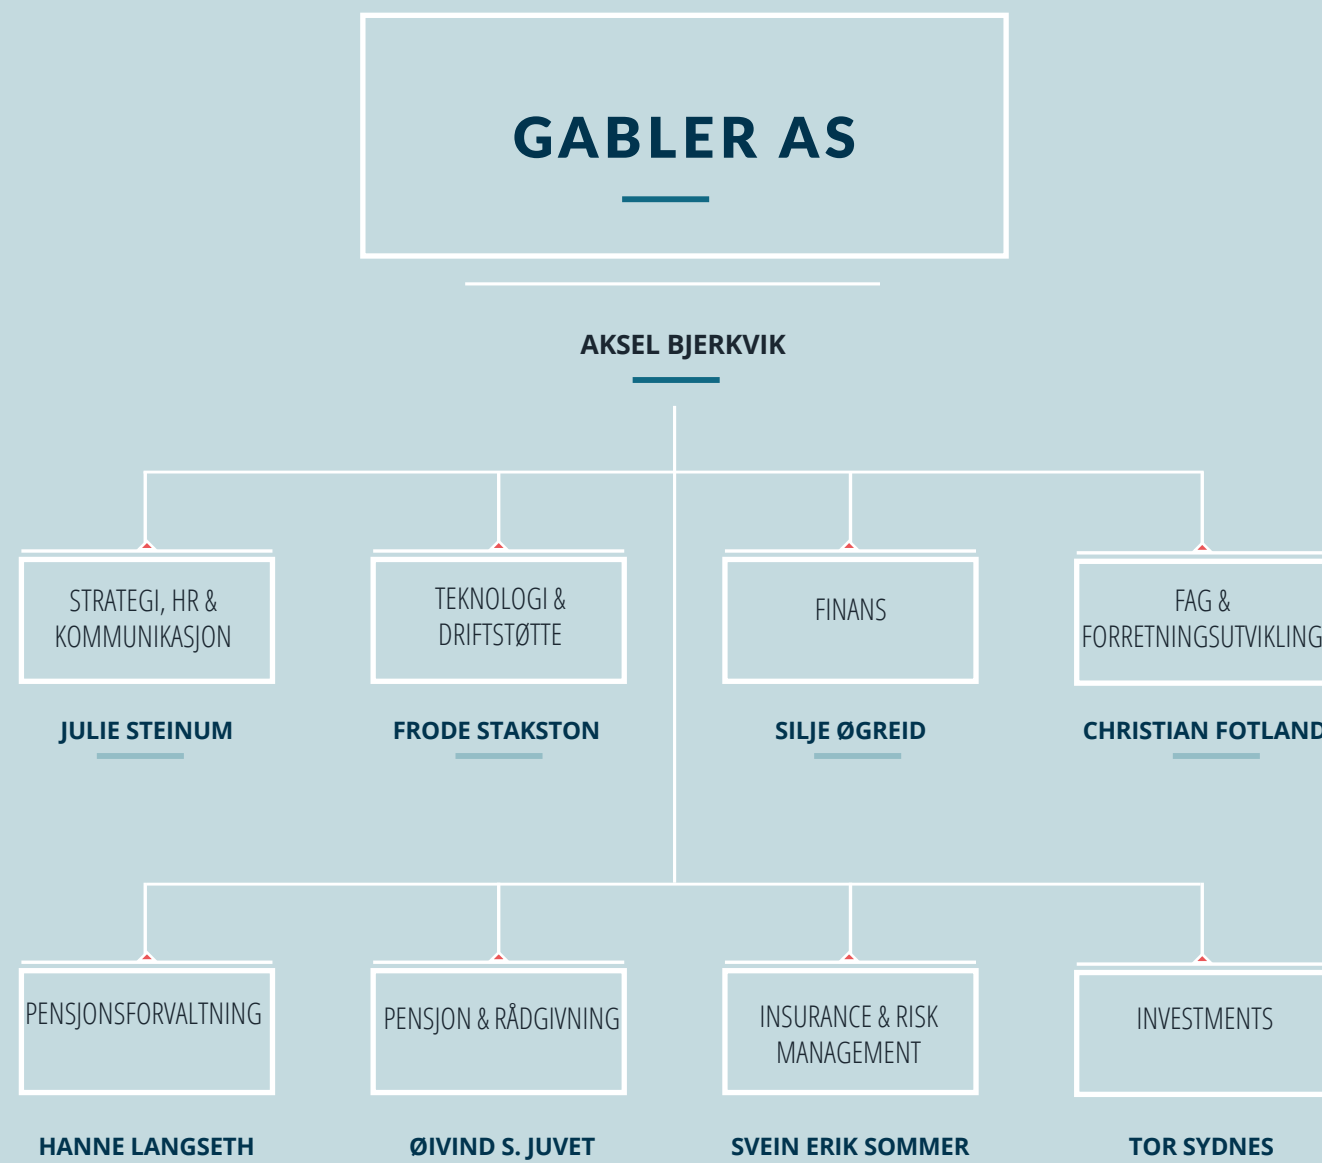 GABLER AS
AKSEL BJERKVIK
STRATEGI, HR &
KOMMUNIKASJON
JULIE STEINUM
TEKNOLOGI &
DRIFTSTØTTE
FRODE STAKSTON
FINANS
SILJE ØGREID
FAG &
FORRETNINGSUTVIKLING
CHRISTIAN FOTLAND
PENSJONSFORVALTNING
HANNE LANGSETH
PENSJON & RÅDGIVNING
ØIVIND S. JUVET
INSURANCE & RISK
MANAGEMENT
SVEIN ERIK SOMMER
INVESTMENTS
TOR SYDNES